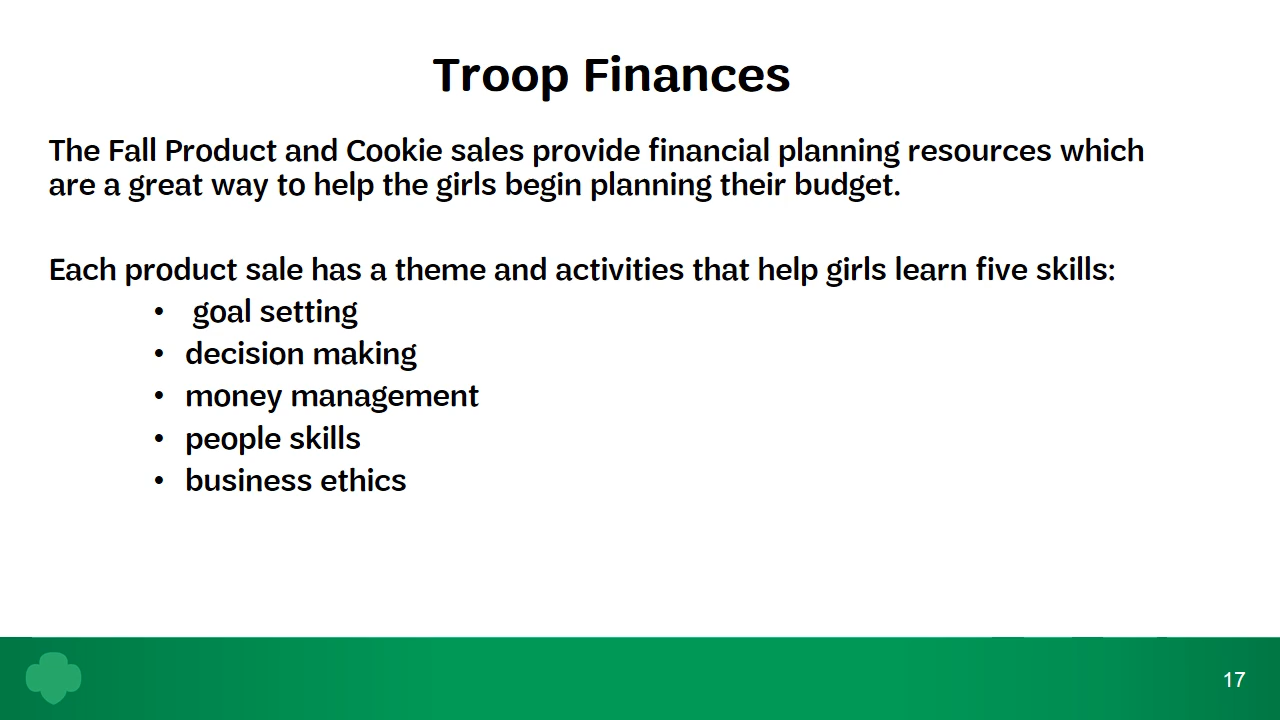 Troop Finances
The Fall Product and Cookie sales provide financial planning resources which
are a great way to help the girls begin planning their budget.
Each product sale has a theme and activities that help girls learn five skills:
• goal setting
• decision making
• money management
• people skills
• business ethics
17